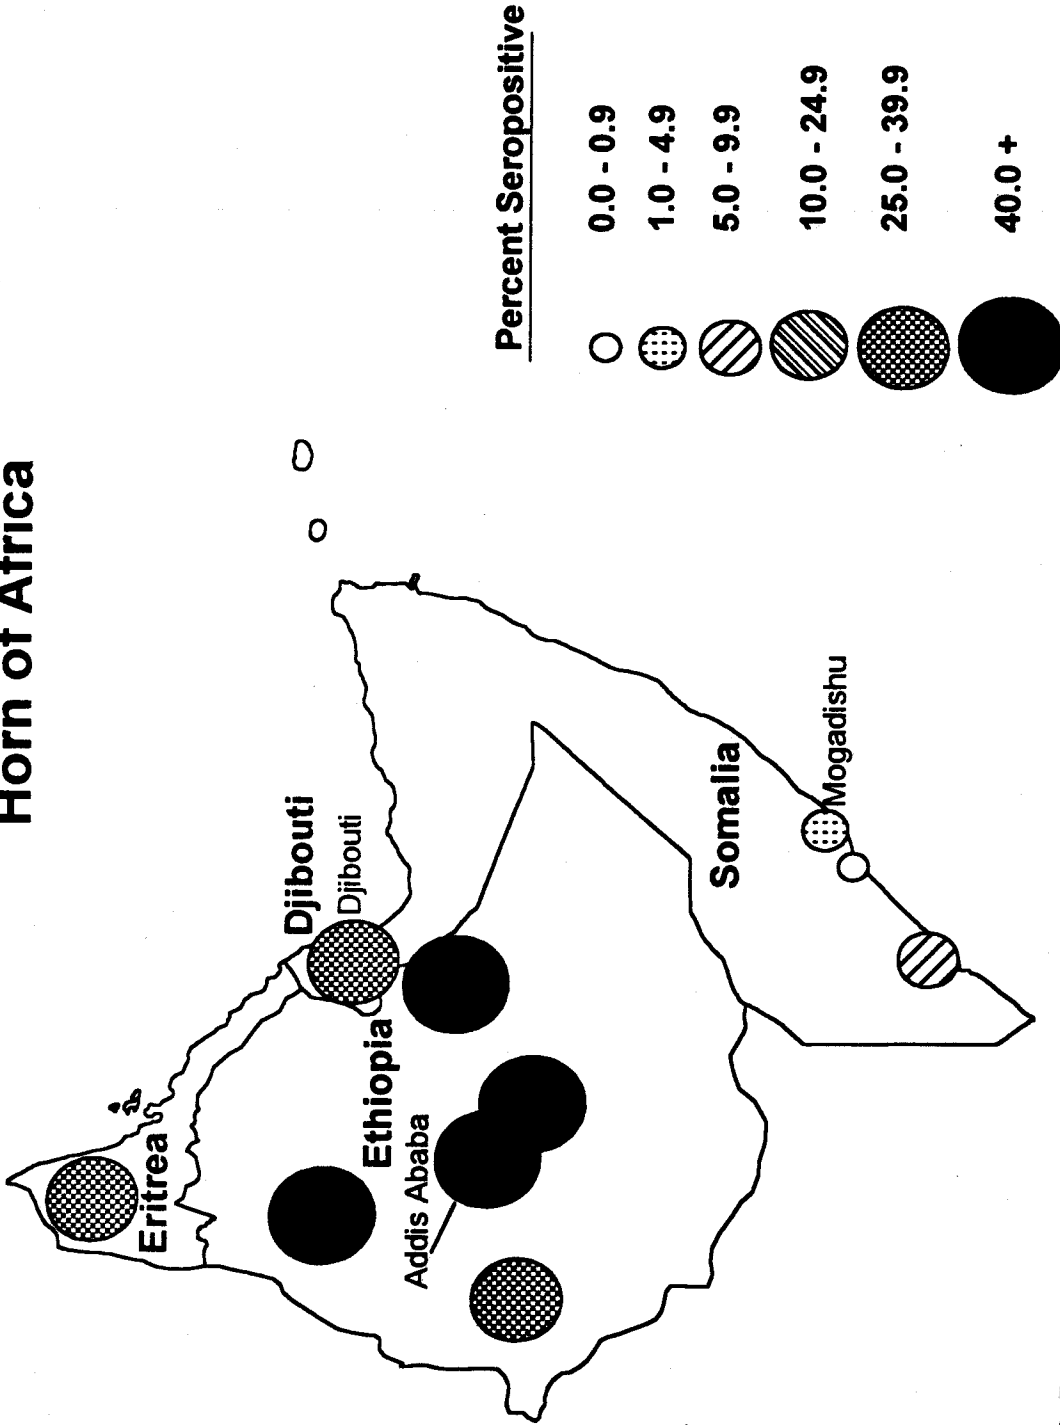 Horn of Africa
Eritrea
Djibouti
Djibouti
Ethiopia
Addis Ababa
Somalia
Mogadishu
Percent Seropositive
0.0 - 0.9
1.0 - 4.9
5.0 - 9.9
10.0 - 24.9
25.0 - 39.9
40.0 +